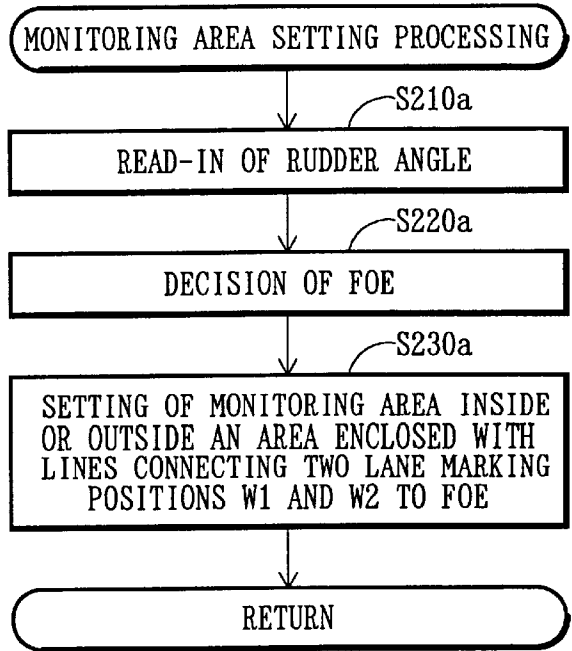 MONITORING AREA SETTING PROCESSING
S210a
READ-IN OF RUDDER ANGLE
S220a
DECISION OF FOE
S230a
SETTING OF MONITORING AREA INSIDE
OR OUTSIDE AN AREA ENCLOSED WITH
LINES CONNECTING TWO LANE MARKING
POSITIONS W1 AND W2 TO FOE
RETURN